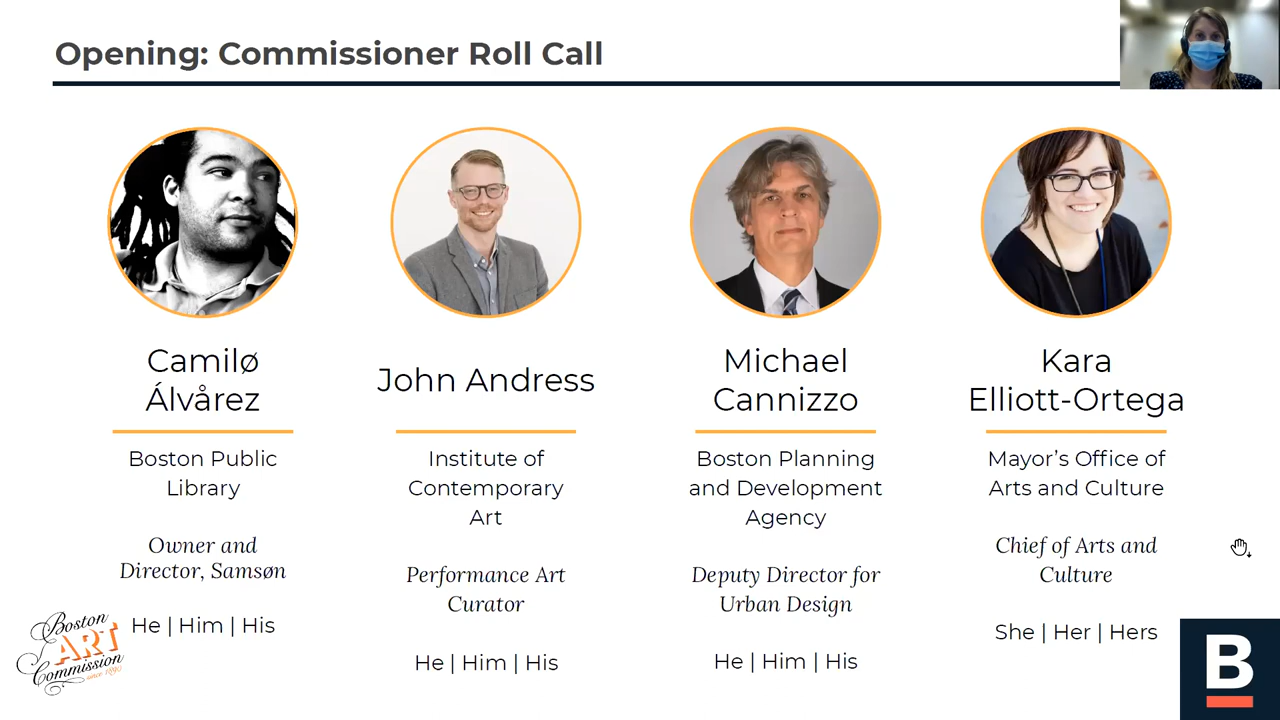 Opening: Commissioner Roll Call
Camilø
Álvårez
Boston Public
Library
Owner and
Director, Samsøn
He | Him | His
John Andress
Institute of
Contemporary
Art
Performance Art
Curator
He | Him | His
Michael
Cannizzo
Boston Planning
and Development
Agency
Deputy Director for
Urban Design
He | Him | His
Kara
Elliott-Ortega
Mayor’s Office of
Arts and Culture
Chief of Arts and
Culture
She | Her | Hers
Boston
ART
Commission
since 1890
B